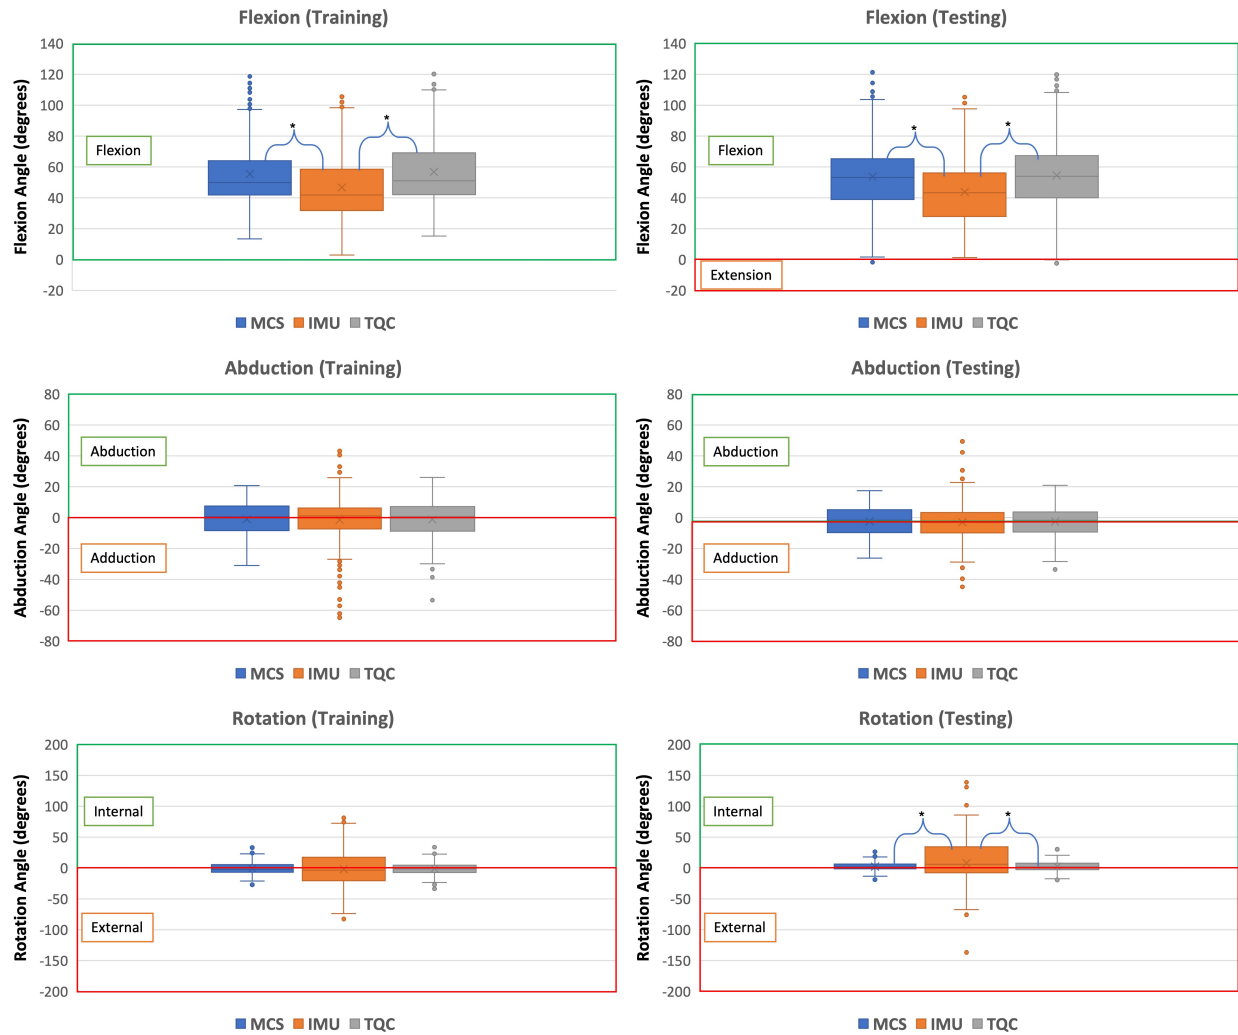 Flexion (Training)
Flexion Angle (degrees)
140
120
100
80
60
40
20
0
-20
Flexion
*
*
MCS IMU TQC
Flexion (Testing)
Flexion Angle (degrees)
140
120
100
80
60
40
20
0
-20
Flexion
Extension
*
*
MCS IMU TQC
Abduction (Training)
Abduction Angle (degrees)
80
60
40
20
0
-20
-40
-60
-80
Abduction
Adduction
MCS IMU TQC
Abduction (Testing)
Abduction Angle (degrees)
80
60
40
20
0
-20
-40
-60
-80
Abduction
Adduction
MCS IMU TQC
Rotation (Training)
Rotation Angle (degrees)
200
150
100
50
0
-50
-100
-150
-200
Internal
External
MCS IMU TQC
Rotation (Testing)
Rotation Angle (degrees)
200
150
100
50
0
-50
-100
-150
-200
Internal
External
*
*
MCS IMU TQC